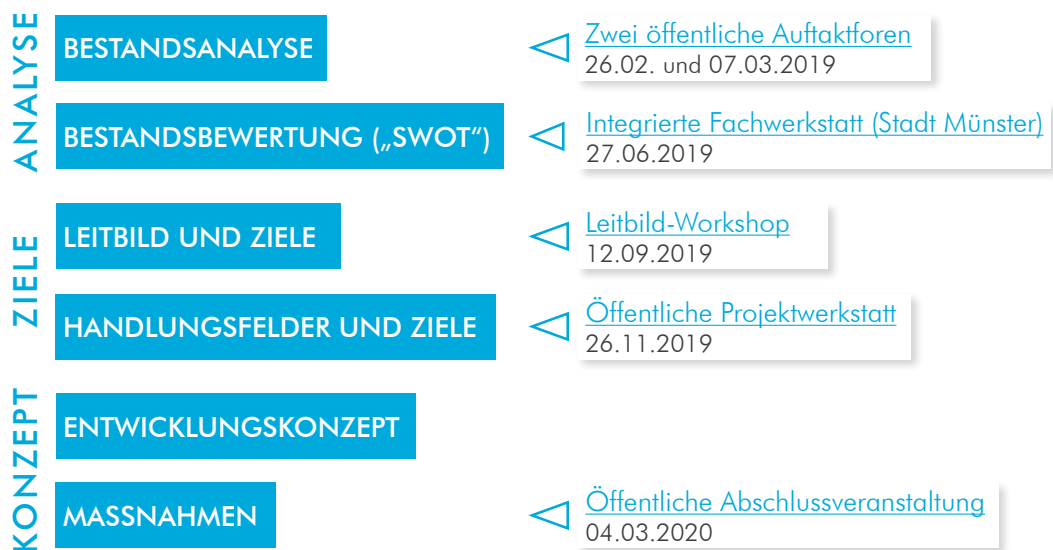 ANALYSE
BESTANDSANALYSE
Zwei öffentliche Auftaktforen
26.02. und 07.03.2019
BESTANDSBEWERTUNG („SWOT“)
Integrierte Fachwerkstatt (Stadt Münster)
27.06.2019
ZIELE
LEITBILD UND ZIELE
Leitbild-Workshop
12.09.2019
HANDLUNGSFELDER UND ZIELE
Öffentliche Projektwerkstatt
26.11.2019
KONZEPT
ENTWICKLUNGSKONZEPT
MASSNAHMEN
Öffentliche Abschlussveranstaltung
04.03.2020